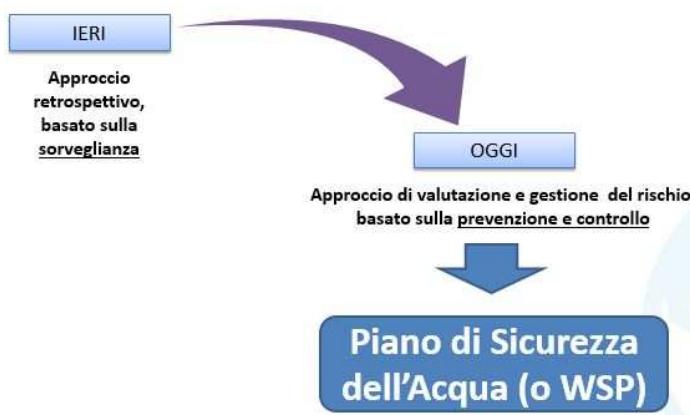 IERI
Approccio
retrospettivo,
basato sulla
sorveglianza
OGGI
Approccio di valutazione e gestione del rischio
basato sulla prevenzione e controllo
Piano di Sicurezza
dell'Acqua (o WSP)